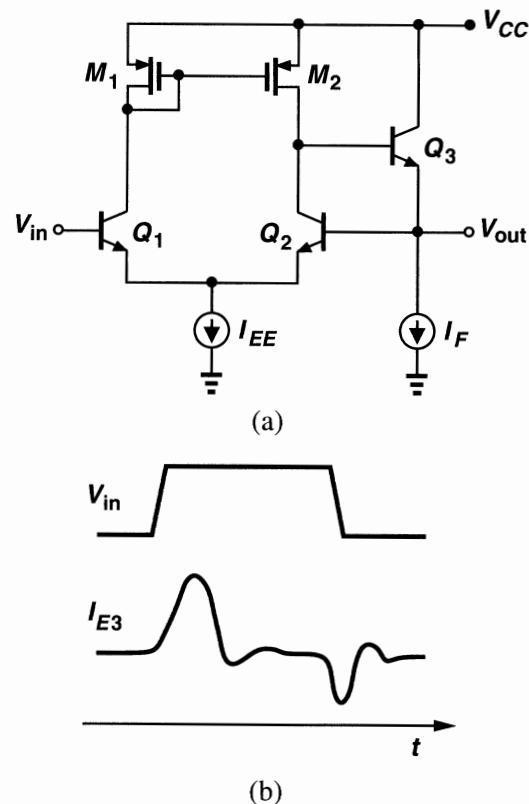 V_CC
M_1
M_2
Q_3
V_in
Q_1
Q_2
V_out
I_EE
I_F
(a)
V_in
I_E3
t
(b)